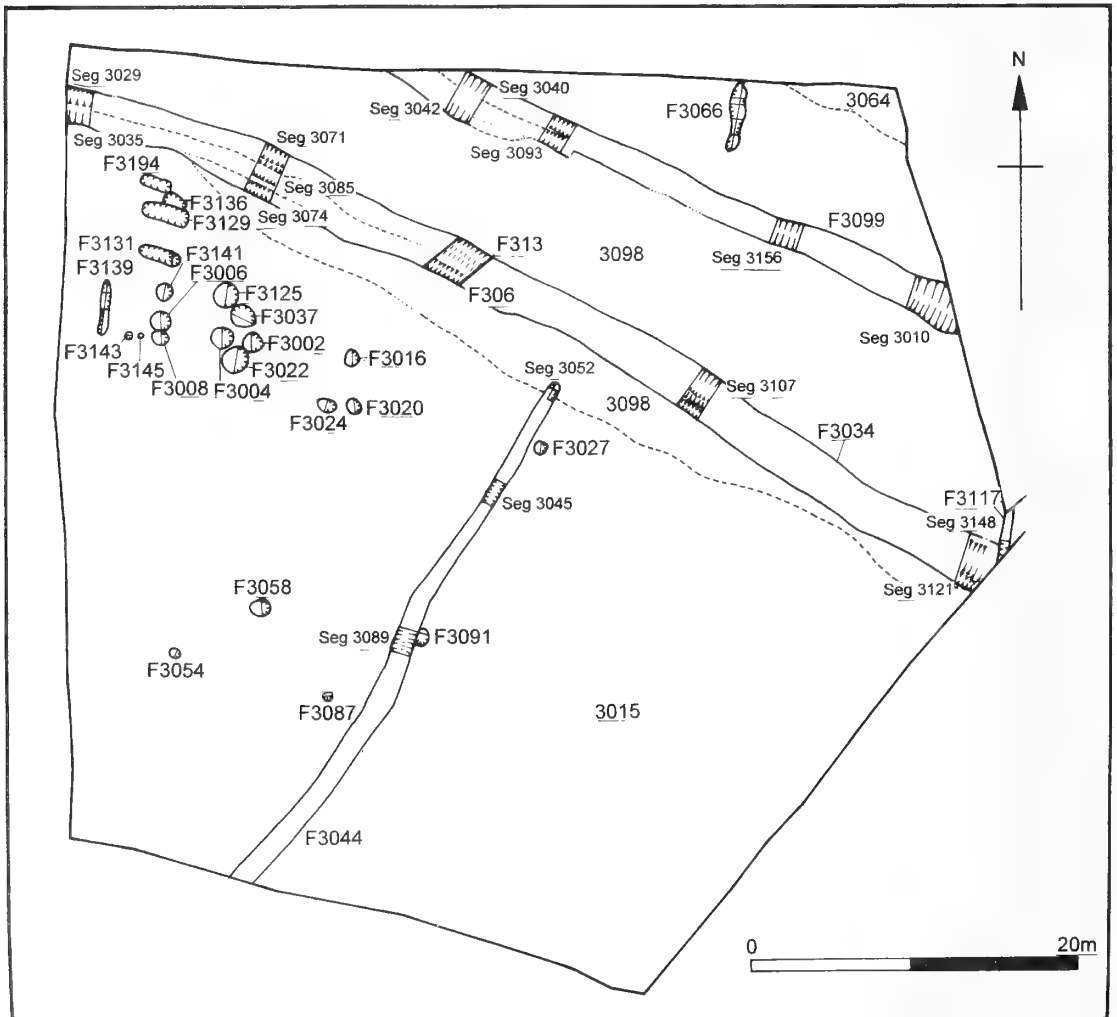 N
Seg 3029
Seg 3040
Seg 3042
F3066
3064
Seg 3035
Seg 3071
Seg 3093
F3194
Seg 3085
F3136
F3129
Seg 3074
F3099
F3131
F3141
F313
3098
Seg 3156
F3139
F3006
F3125
F306
F3037
Seg 3010
F3143
F3002
F3145
F3022
F3016
Seg 3052
F3008
F3004
Seg 3107
F3024
F3020
3098
F3034
F3027
F3117
Seg 3045
Seg 3148
F3058
Seg 3121
Seg 3089
F3091
F3054
F3087
3015
F3044
0
20m